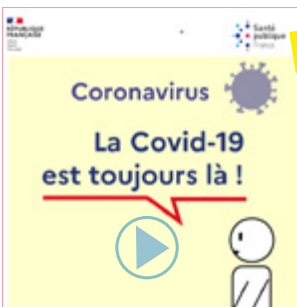 RÉPUBLIQUE
FRANÇAISE
Santé
publique
France
Coronavirus
La Covid-19
est toujours là !